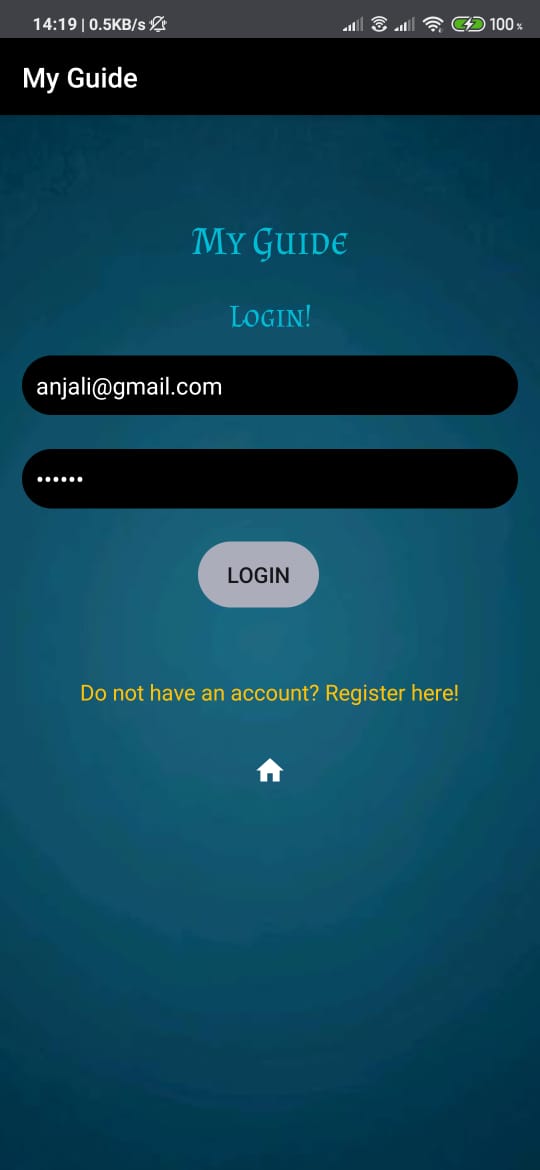 14:19 | 0.5KB/s 100 %
My Guide
My Guide
Login!
anjali@gmail.com
••••••
LOGIN
Do not have an account? Register here!